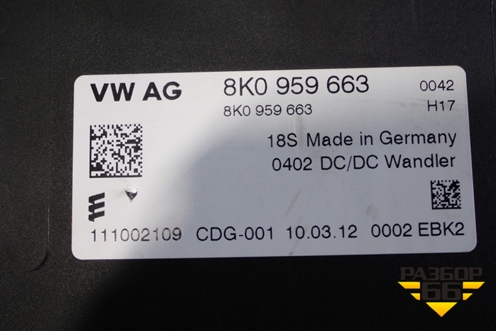 VW AG 8K0 959 663 0042
8K0 959 663 H17
18S Made in Germany
0402 DC/DC Wandler
111002109 CDG-001 10.03.12 0002 EBK2
РАЗБОР
66